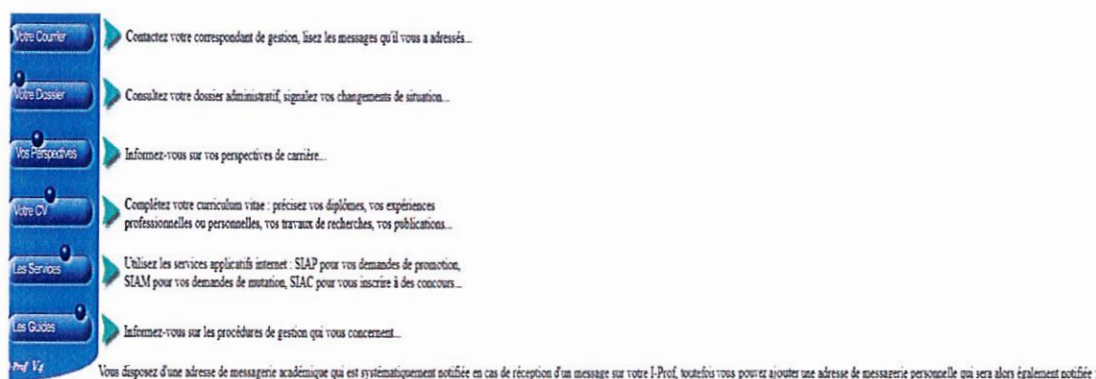 Votre Courrier
Contactez votre correspondant de gestion, lisez les messages qu'il vous a adressés...
Votre Dossier
Consultez votre dossier administratif, signalez vos changements de situation...
Vos Perspectives
Informez-vous sur vos perspectives de carrière...
Votre CV
Complétez votre curriculum vitae : précisez vos diplômes, vos expériences
professionnelles ou personnelles, vos travaux de recherches, vos publications...
Les Services
Utilisez les services applicatifs internet : SIAP pour vos demandes de promotion,
SIAM pour vos demandes de mutation, SIAC pour vous inscrire à des concours...
Les Guides
Informez-vous sur les procédures de gestion qui vous concernent...
I-Prof V4
Vous disposez d'une adresse de messagerie académique qui est systématiquement notifiée en cas de réception d'un message sur votre I-Prof, toutefois vous pouvez ajouter une adresse de messagerie personnelle qui sera alors également notifiée